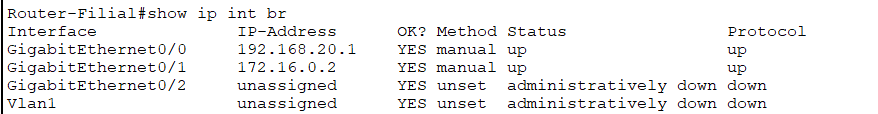 Router-Filial#show ip int br
Interface IP-Address OK? Method Status Protocol
GigabitEthernet0/0 192.168.20.1 YES manual up up
GigabitEthernet0/1 172.16.0.2 YES manual up up
GigabitEthernet0/2 unassigned YES unset administratively down down
Vlan1 unassigned YES unset administratively down down